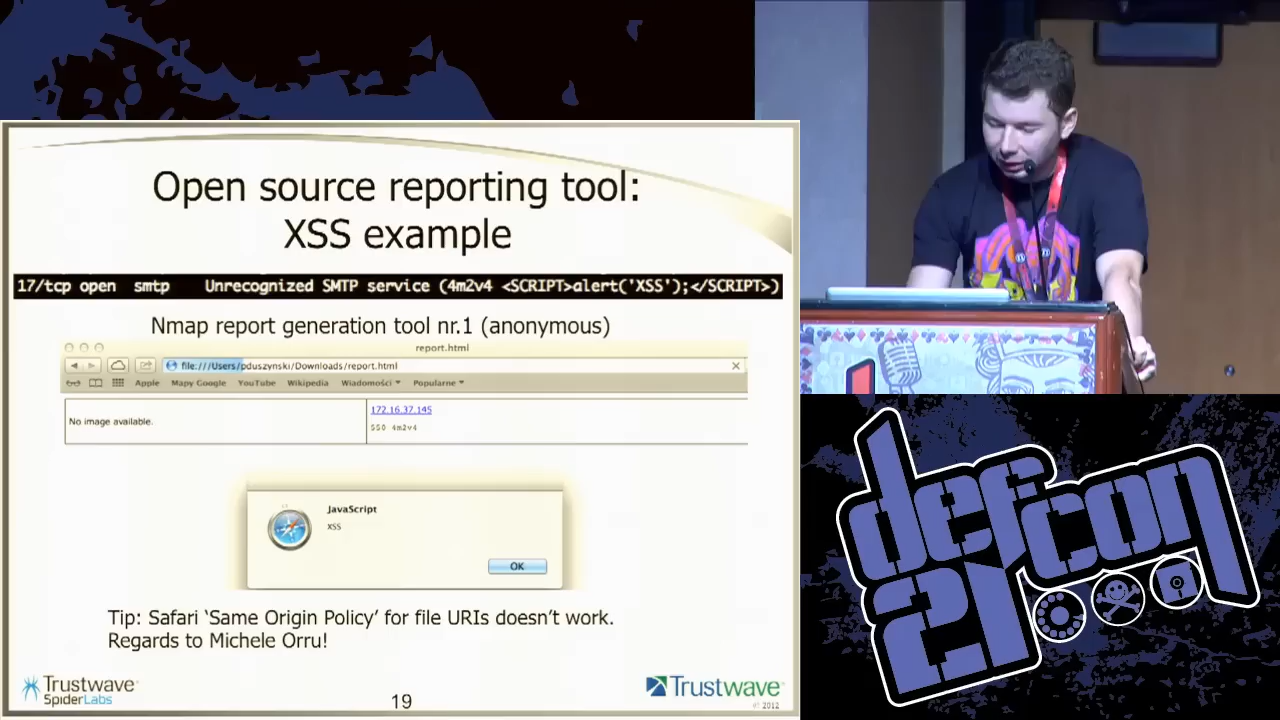 Open source reporting tool:
XSS example
17/tcp open smtp Unrecognized SMTP service (4m2v4 <SCRIPT>alert('XSS');</SCRIPT>)
Nmap report generation tool nr.1 (anonymous)
report.html
file:///Users/pduszynski/Downloads/report.html
Apple Mapy Google YouTube Wikipedia Wiadomości Popularne
No image available.
172.16.37.145
550 4m2v4
JavaScript
XSS
OK
Tip: Safari ‘Same Origin Policy’ for file URIs doesn’t work.
Regards to Michele Orru!
Trustwave®
SpiderLabs
19
Trustwave®
© 2012
defcon
21